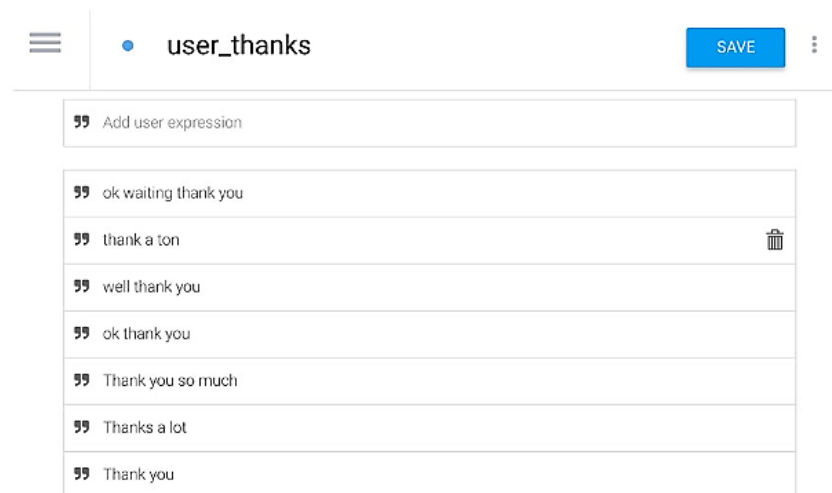 user_thanks
SAVE
Add user expression
ok waiting thank you
thank a ton
well thank you
ok thank you
Thank you so much
Thanks a lot
Thank you